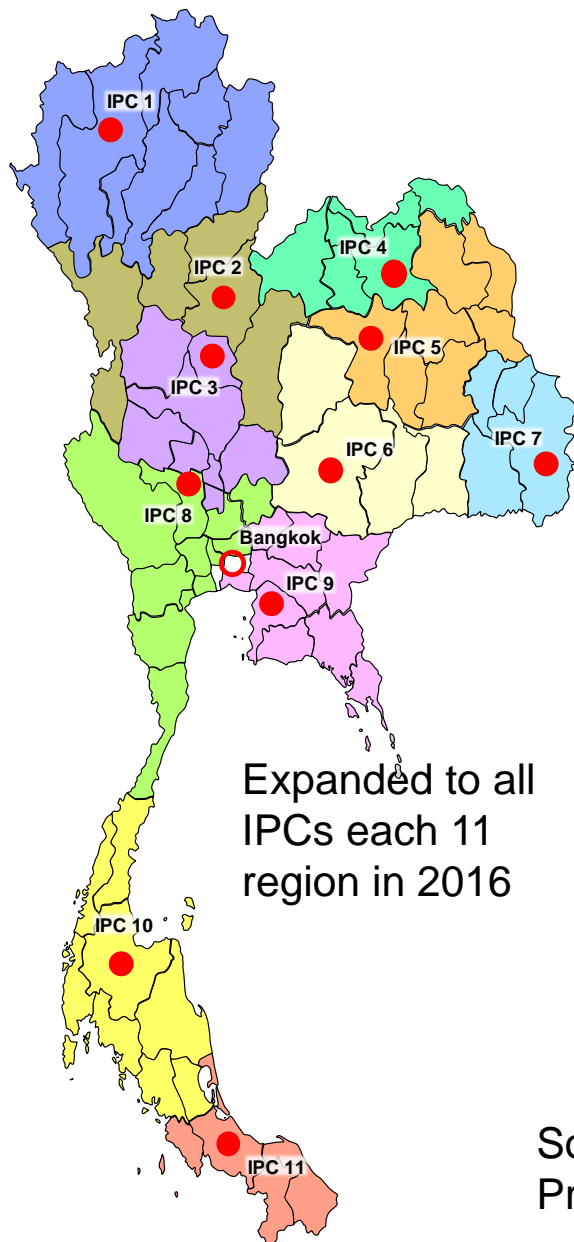 IPC 1
IPC 2
IPC 4
IPC 3
IPC 5
IPC 6
IPC 7
IPC 8
Bangkok
IPC 9
Expanded to all
IPCs each 11
region in 2016
IPC 10
IPC 11